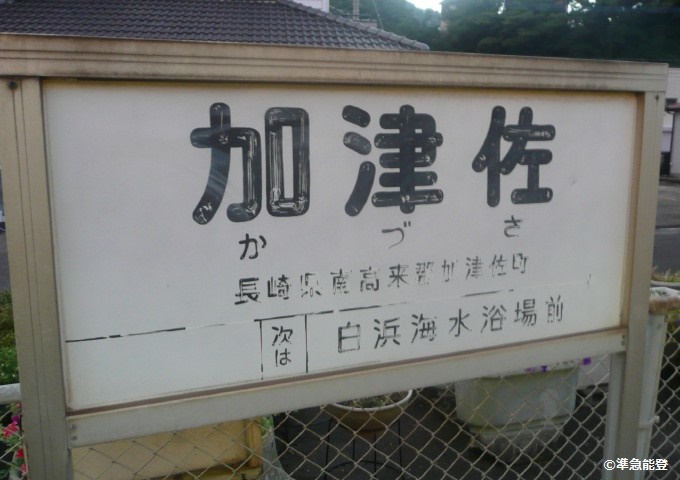 加津佐
かづさ
長崎県南高来郡加津佐町
次は 白浜海水浴場前
©準急能登